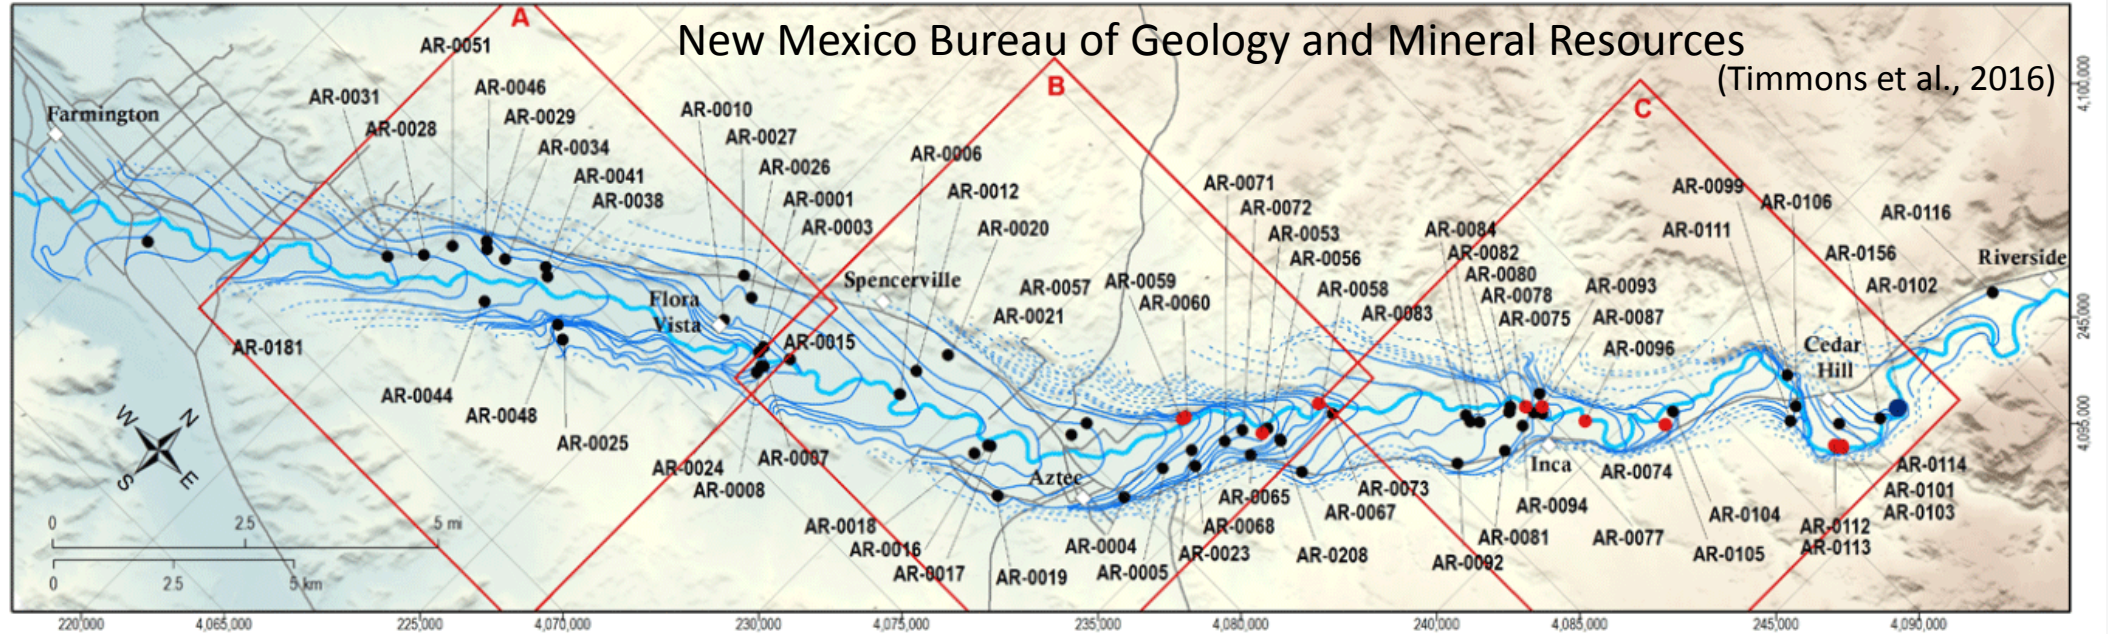 New Mexico Bureau of Geology and Mineral Resources
(Timmons et al., 2016)
A
B
C
Farmington
AR-0051
AR-0031
AR-0046
AR-0028
AR-0029
AR-0034
AR-0041
AR-0038
AR-0010
AR-0027
AR-0026
AR-0001
AR-0003
AR-0006
AR-0012
AR-0020
Spencerville
Flora
Vista
AR-0057
AR-0021
AR-0059
AR-0060
AR-0071
AR-0072
AR-0053
AR-0056
AR-0058
AR-0083
AR-0084
AR-0082
AR-0080
AR-0078
AR-0075
AR-0093
AR-0087
AR-0096
AR-0099
AR-0106
AR-0111
AR-0116
AR-0156
AR-0102
Riverside
Cedar
Hill
AR-0181
AR-0015
AR-0044
AR-0048
AR-0025
AR-0024
AR-0008
AR-0007
AR-0018
AR-0016
AR-0017
AR-0019
Aztec
AR-0004
AR-0005
AR-0065
AR-0068
AR-0023
AR-0208
AR-0073
AR-0067
Inca
AR-0074
AR-0094
AR-0081
AR-0092
AR-0077
AR-0104
AR-0105
AR-0112
AR-0113
AR-0114
AR-0101
AR-0103
W N
S E
0 2.5 5 mi
0 2.5 5 km
220,000 4,065,000 225,000 4,070,000 230,000 4,075,000 235,000 4,080,000 240,000 4,085,000 245,000 4,090,000
4,100,000
245,000
4,095,000